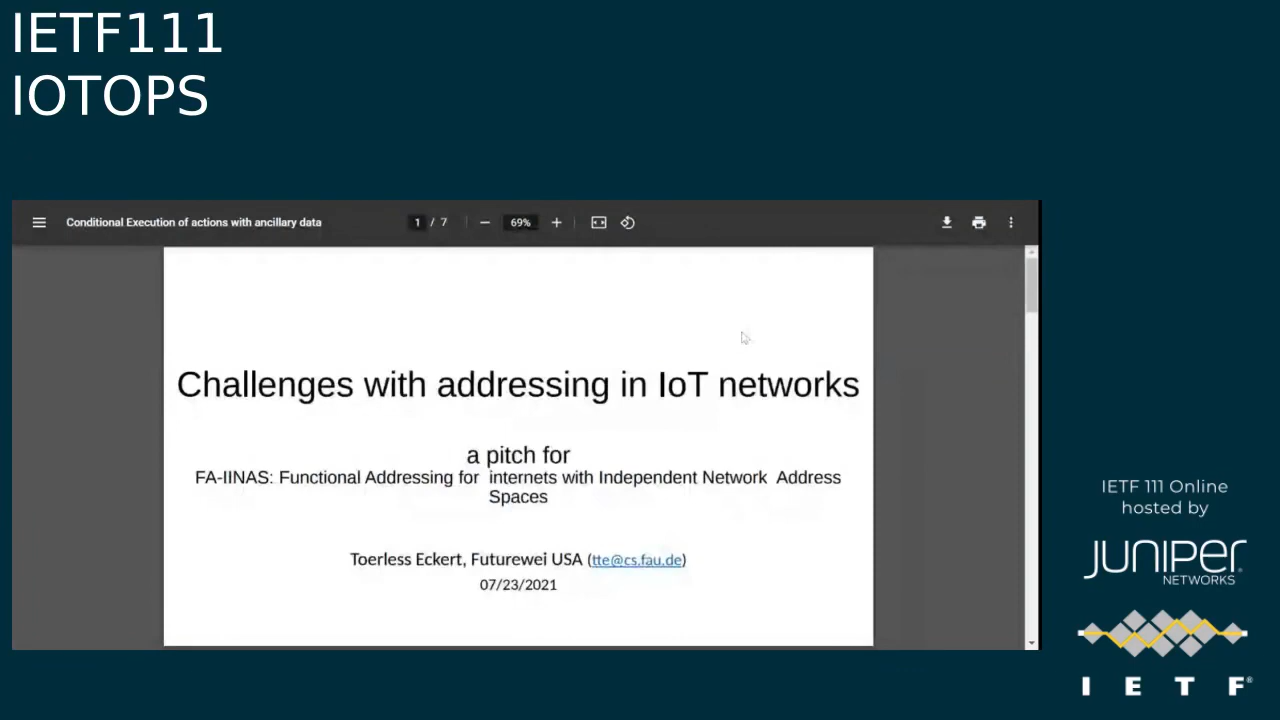 IETF111
IOTOPS
Conditional Execution of actions with ancillary data
1 / 7
69%
Challenges with addressing in IoT networks
a pitch for
FA-IINAS: Functional Addressing for internets with Independent Network Address
Spaces
Toerless Eckert, Futurewei USA (tte@cs.fau.de)
07/23/2021
IETF 111 Online
hosted by
JUNIPER
NETWORKS
I E T F®